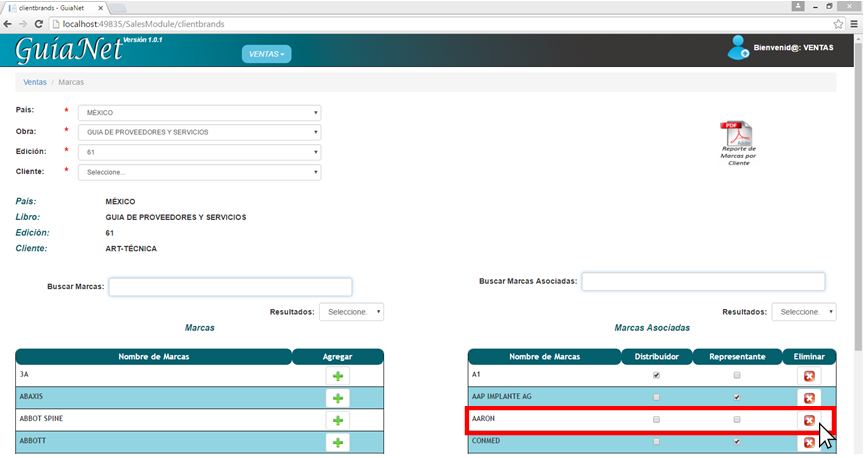 clientbrands - GuiaNet
localhost:49835/SalesModule/clientbrands
GuíaNet Versión 1.0.1
VENTAS
Bienvenid@: VENTAS
Ventas / Marcas
País: * MÉXICO
Obra: * GUIA DE PROVEEDORES Y SERVICIOS
Edición: * 61
Cliente: * Seleccione...
PDF
Adobe
Reporte de
Marcas por
Cliente
País: MÉXICO
Libro: GUIA DE PROVEEDORES Y SERVICIOS
Edición: 61
Cliente: ART-TÉCNICA
Buscar Marcas:
Resultados: Seleccione.
Marcas
Nombre de Marcas Agregar
3A
ABAXIS
ABBOT SPINE
ABBOTT
Buscar Marcas Asociadas:
Resultados: Seleccione.
Marcas Asociadas
Nombre de Marcas Distribuidor Representante Eliminar
A1
AAP IMPLANTE AG
AARON
CONMED